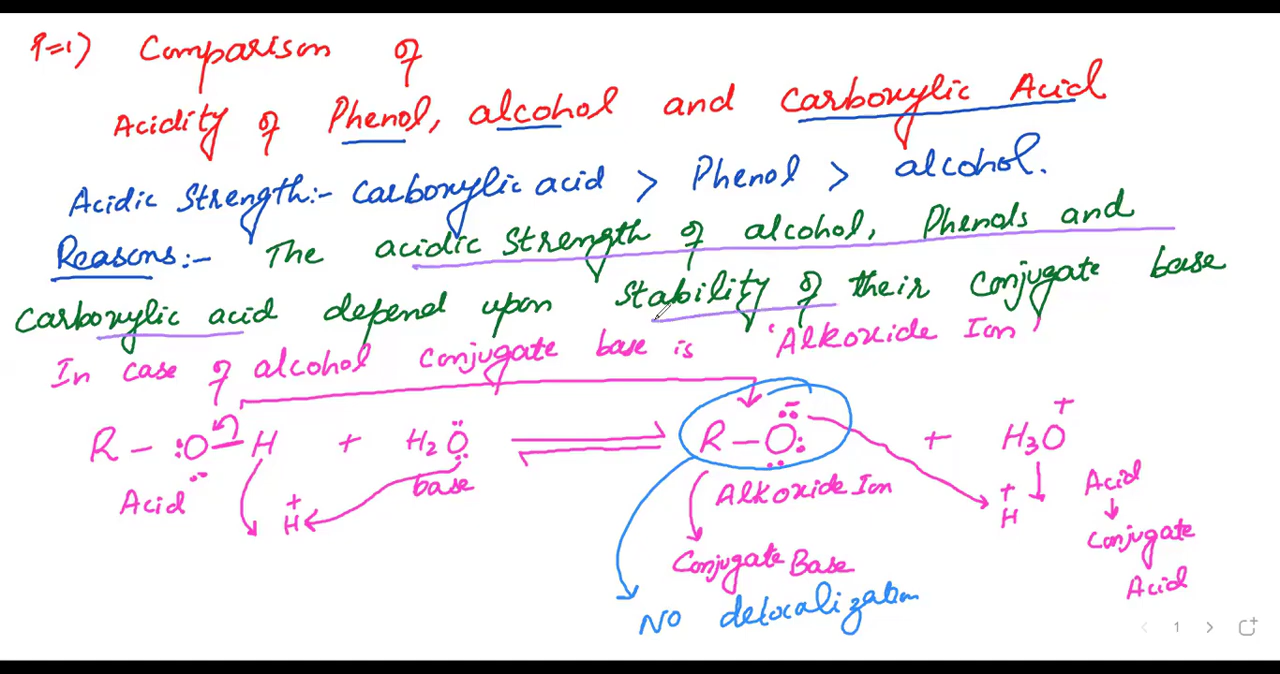 9=1) Comparison of
Acidity of Phenol, alcohol and Carboxylic Acid
Acidic Strength:- Carboxylic acid > Phenol > alcohol.
Reasons:- The acidic strength of alcohol, Phenols and
Carboxylic acid depend upon stability of their Conjugate base
In case of alcohol Conjugate base is 'Alkoxide Ion'
R - :O - H + H2O ⇌ R - O: + H3O+
Acid base Alkoxide Ion Acid
H+ H+
Conjugate Base Conjugate Acid
NO delocalization
1